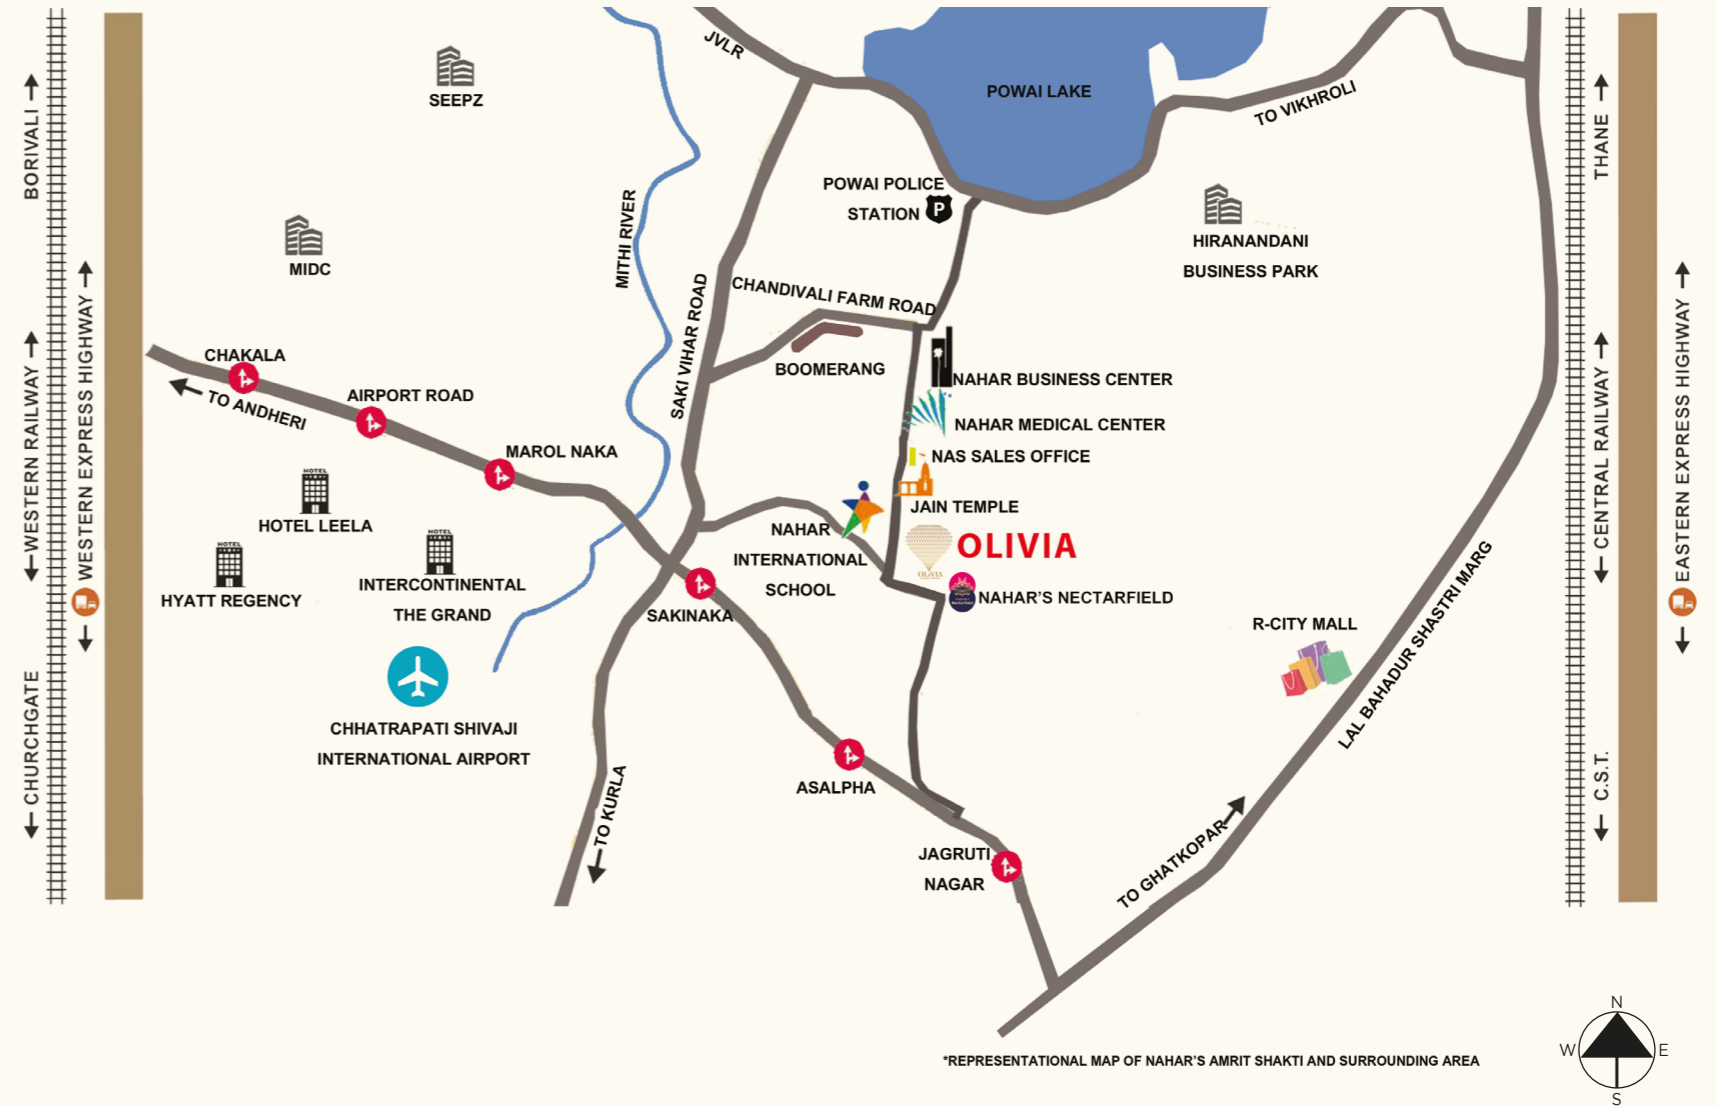 JVLR
SEEPZ
POWAI LAKE
TO VIKHROLI
BORIVALI
THANE
MITHI RIVER
POWAI POLICE
STATION
P
MIDC
HIRANANDANI
BUSINESS PARK
SAKI VIHAR ROAD
CHANDIVALI FARM ROAD
BOOMERANG
CHAKALA
TO ANDHERI
AIRPORT ROAD
MAROL NAKA
NAHAR BUSINESS CENTER
NAHAR MEDICAL CENTER
NAS SALES OFFICE
JAIN TEMPLE
WESTERN RAILWAY
WESTERN EXPRESS HIGHWAY
CENTRAL RAILWAY
EASTERN EXPRESS HIGHWAY
HOTEL
HOTEL LEELA
HOTEL
HYATT REGENCY
HOTEL
INTERCONTINENTAL
THE GRAND
NAHAR
INTERNATIONAL
SCHOOL
OLIVIA
OLIVIA
NAHAR'S NECTARFIELD
SAKINAKA
R-CITY MALL
LAL BAHADUR SHASTRI MARG
CHHATRAPATI SHIVAJI
INTERNATIONAL AIRPORT
CHURCHGATE
C.S.T.
TO KURLA
ASALPHA
JAGRUTI
NAGAR
TO GHATKOPAR
N
W
E
S
*REPRESENTATIONAL MAP OF NAHAR'S AMRIT SHAKTI AND SURROUNDING AREA